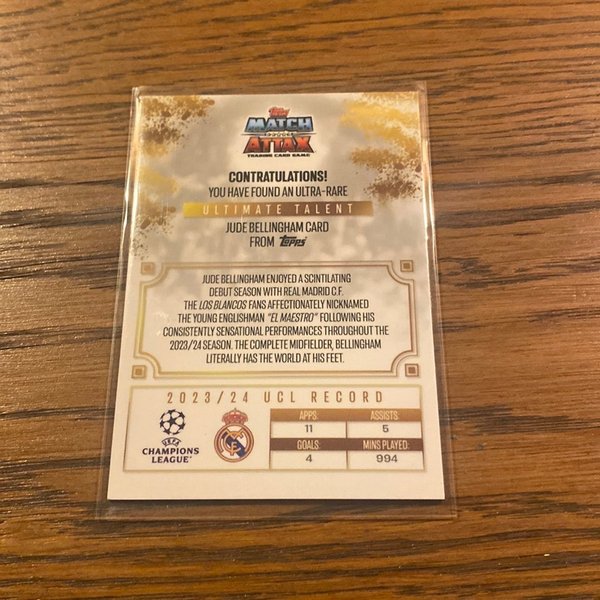 Topps
MATCH
ATTAX
TRADING CARD GAME
CONTRATULATIONS!
YOU HAVE FOUND AN ULTRA-RARE
ULTIMATE TALENT
JUDE BELLINGHAM CARD
FROM Topps
JUDE BELLINGHAM ENJOYED A SCINTILATING
DEBUT SEASON WITH REAL MADRID C.F.
THE LOS BLANCOS FANS AFFECTIONATELY NICKNAMED
THE YOUNG ENGLISHMAN "EL MAESTRO" FOLLOWING HIS
CONSISTENTLY SENSATIONAL PERFORMANCES THROUGHOUT THE
2023/24 SEASON. THE COMPLETE MIDFIELDER, BELLINGHAM
LITERALLY HAS THE WORLD AT HIS FEET.
2023/24 UCL RECORD
UEFA
CHAMPIONS
LEAGUE
APPS: ASSISTS:
11 5
GOALS: MINS PLAYED:
4 994